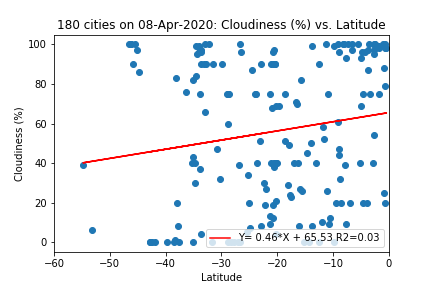 180 cities on 08-Apr-2020: Cloudiness (%) vs. Latitude
100
80
60
40
20
0
Cloudiness (%)
Y= 0.46*X + 65.53 R2=0.03
−60 −50 −40 −30 −20 −10 0
Latitude